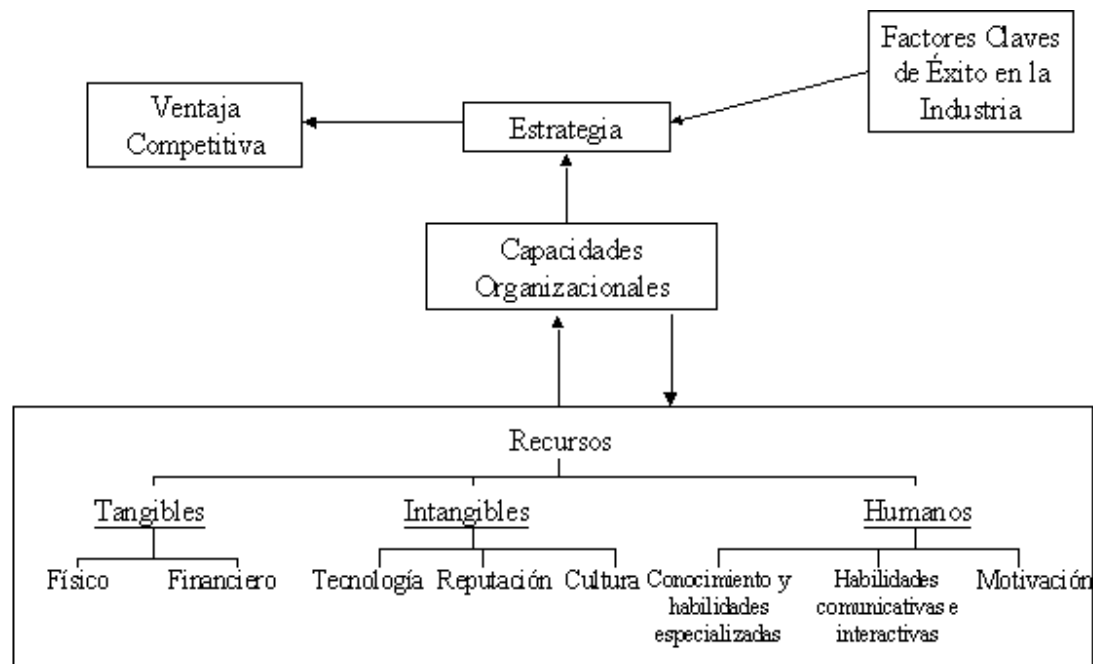 Factores Claves
de Éxito en la
Industria
Ventaja
Competitiva
Estrategia
Capacidades
Organizacionales
Recursos
Tangibles
Intangibles
Humanos
Físico
Financiero
Tecnología
Reputación
Cultura
Conocimiento y
habilidades
especializadas
Habilidades
comunicativas e
interactivas
Motivación